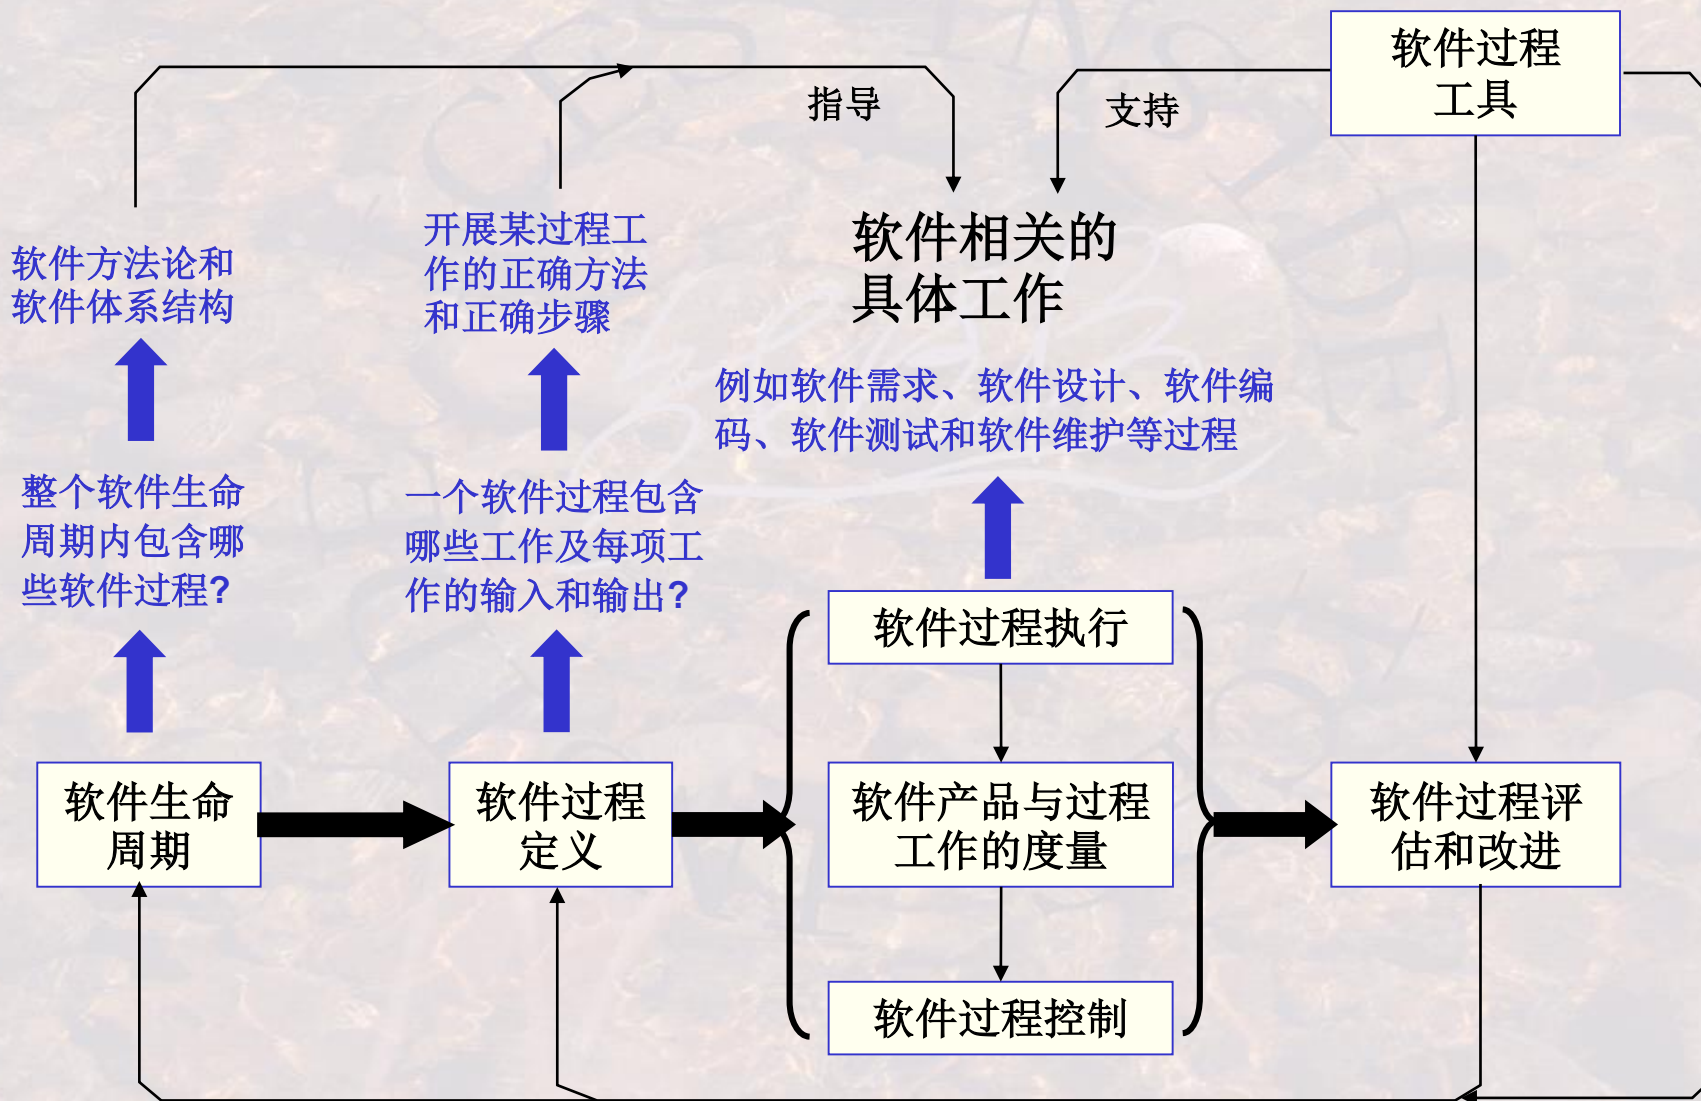 软件过程
工具
指导
支持
软件方法论和
软件体系结构
开展某过程工
作的正确方法
和正确步骤
软件相关的
具体工作
例如软件需求、软件设计、软件编
码、软件测试和软件维护等过程
整个软件生命
周期内包含哪
些软件过程?
一个软件过程包含
哪些工作及每项工
作的输入和输出?
软件过程执行
软件生命
周期
软件过程
定义
软件产品与过程
工作的度量
软件过程评
估和改进
软件过程控制